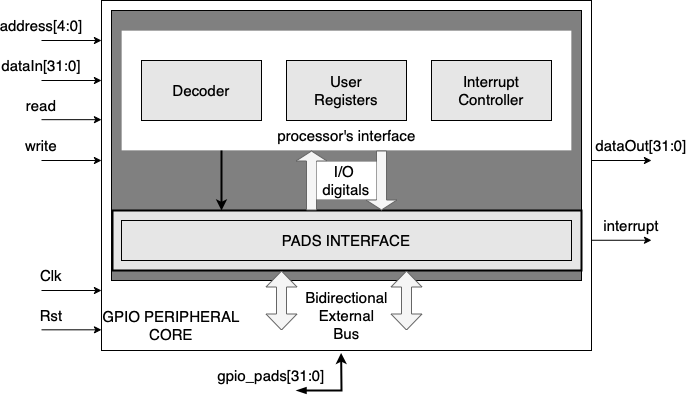 address[4:0]
dataIn[31:0]
read
write
Decoder
User
Registers
Interrupt
Controller
processor's interface
I/O
digitals
dataOut[31:0]
interrupt
PADS INTERFACE
Clk
Rst
GPIO PERIPHERAL
CORE
Bidirectional
External
Bus
gpio_pads[31:0]